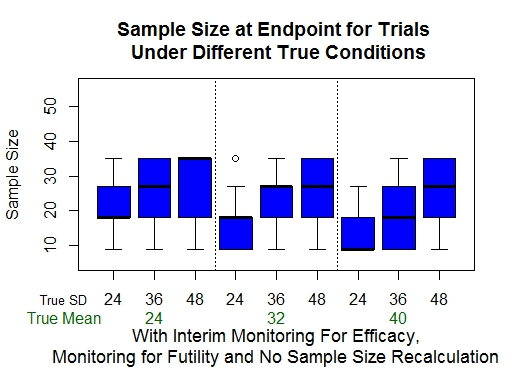 Sample Size at Endpoint for Trials
Under Different True Conditions
Sample Size
50
40
30
20
10
True SD 24 36 48 24 36 48 24 36 48
True Mean 24 32 40
With Interim Monitoring For Efficacy,
Monitoring for Futility and No Sample Size Recalculation